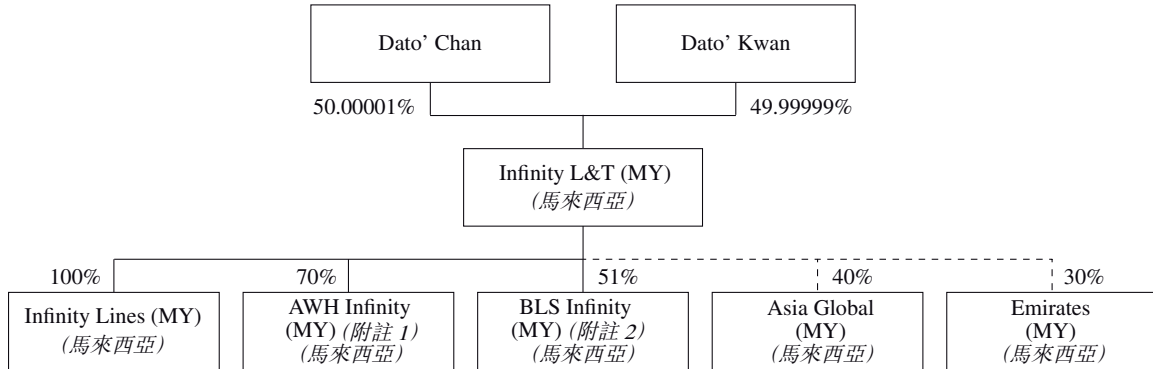 Dato' Chan
Dato' Kwan
50.00001%
49.99999%
Infinity L&T (MY)
(馬來西亞)
100%
70%
51%
40%
30%
Infinity Lines (MY)
(馬來西亞)
AWH Infinity
(MY) (附註 1)
(馬來西亞)
BLS Infinity
(MY) (附註 2)
(馬來西亞)
Asia Global
(MY)
(馬來西亞)
Emirates
(MY)
(馬來西亞)